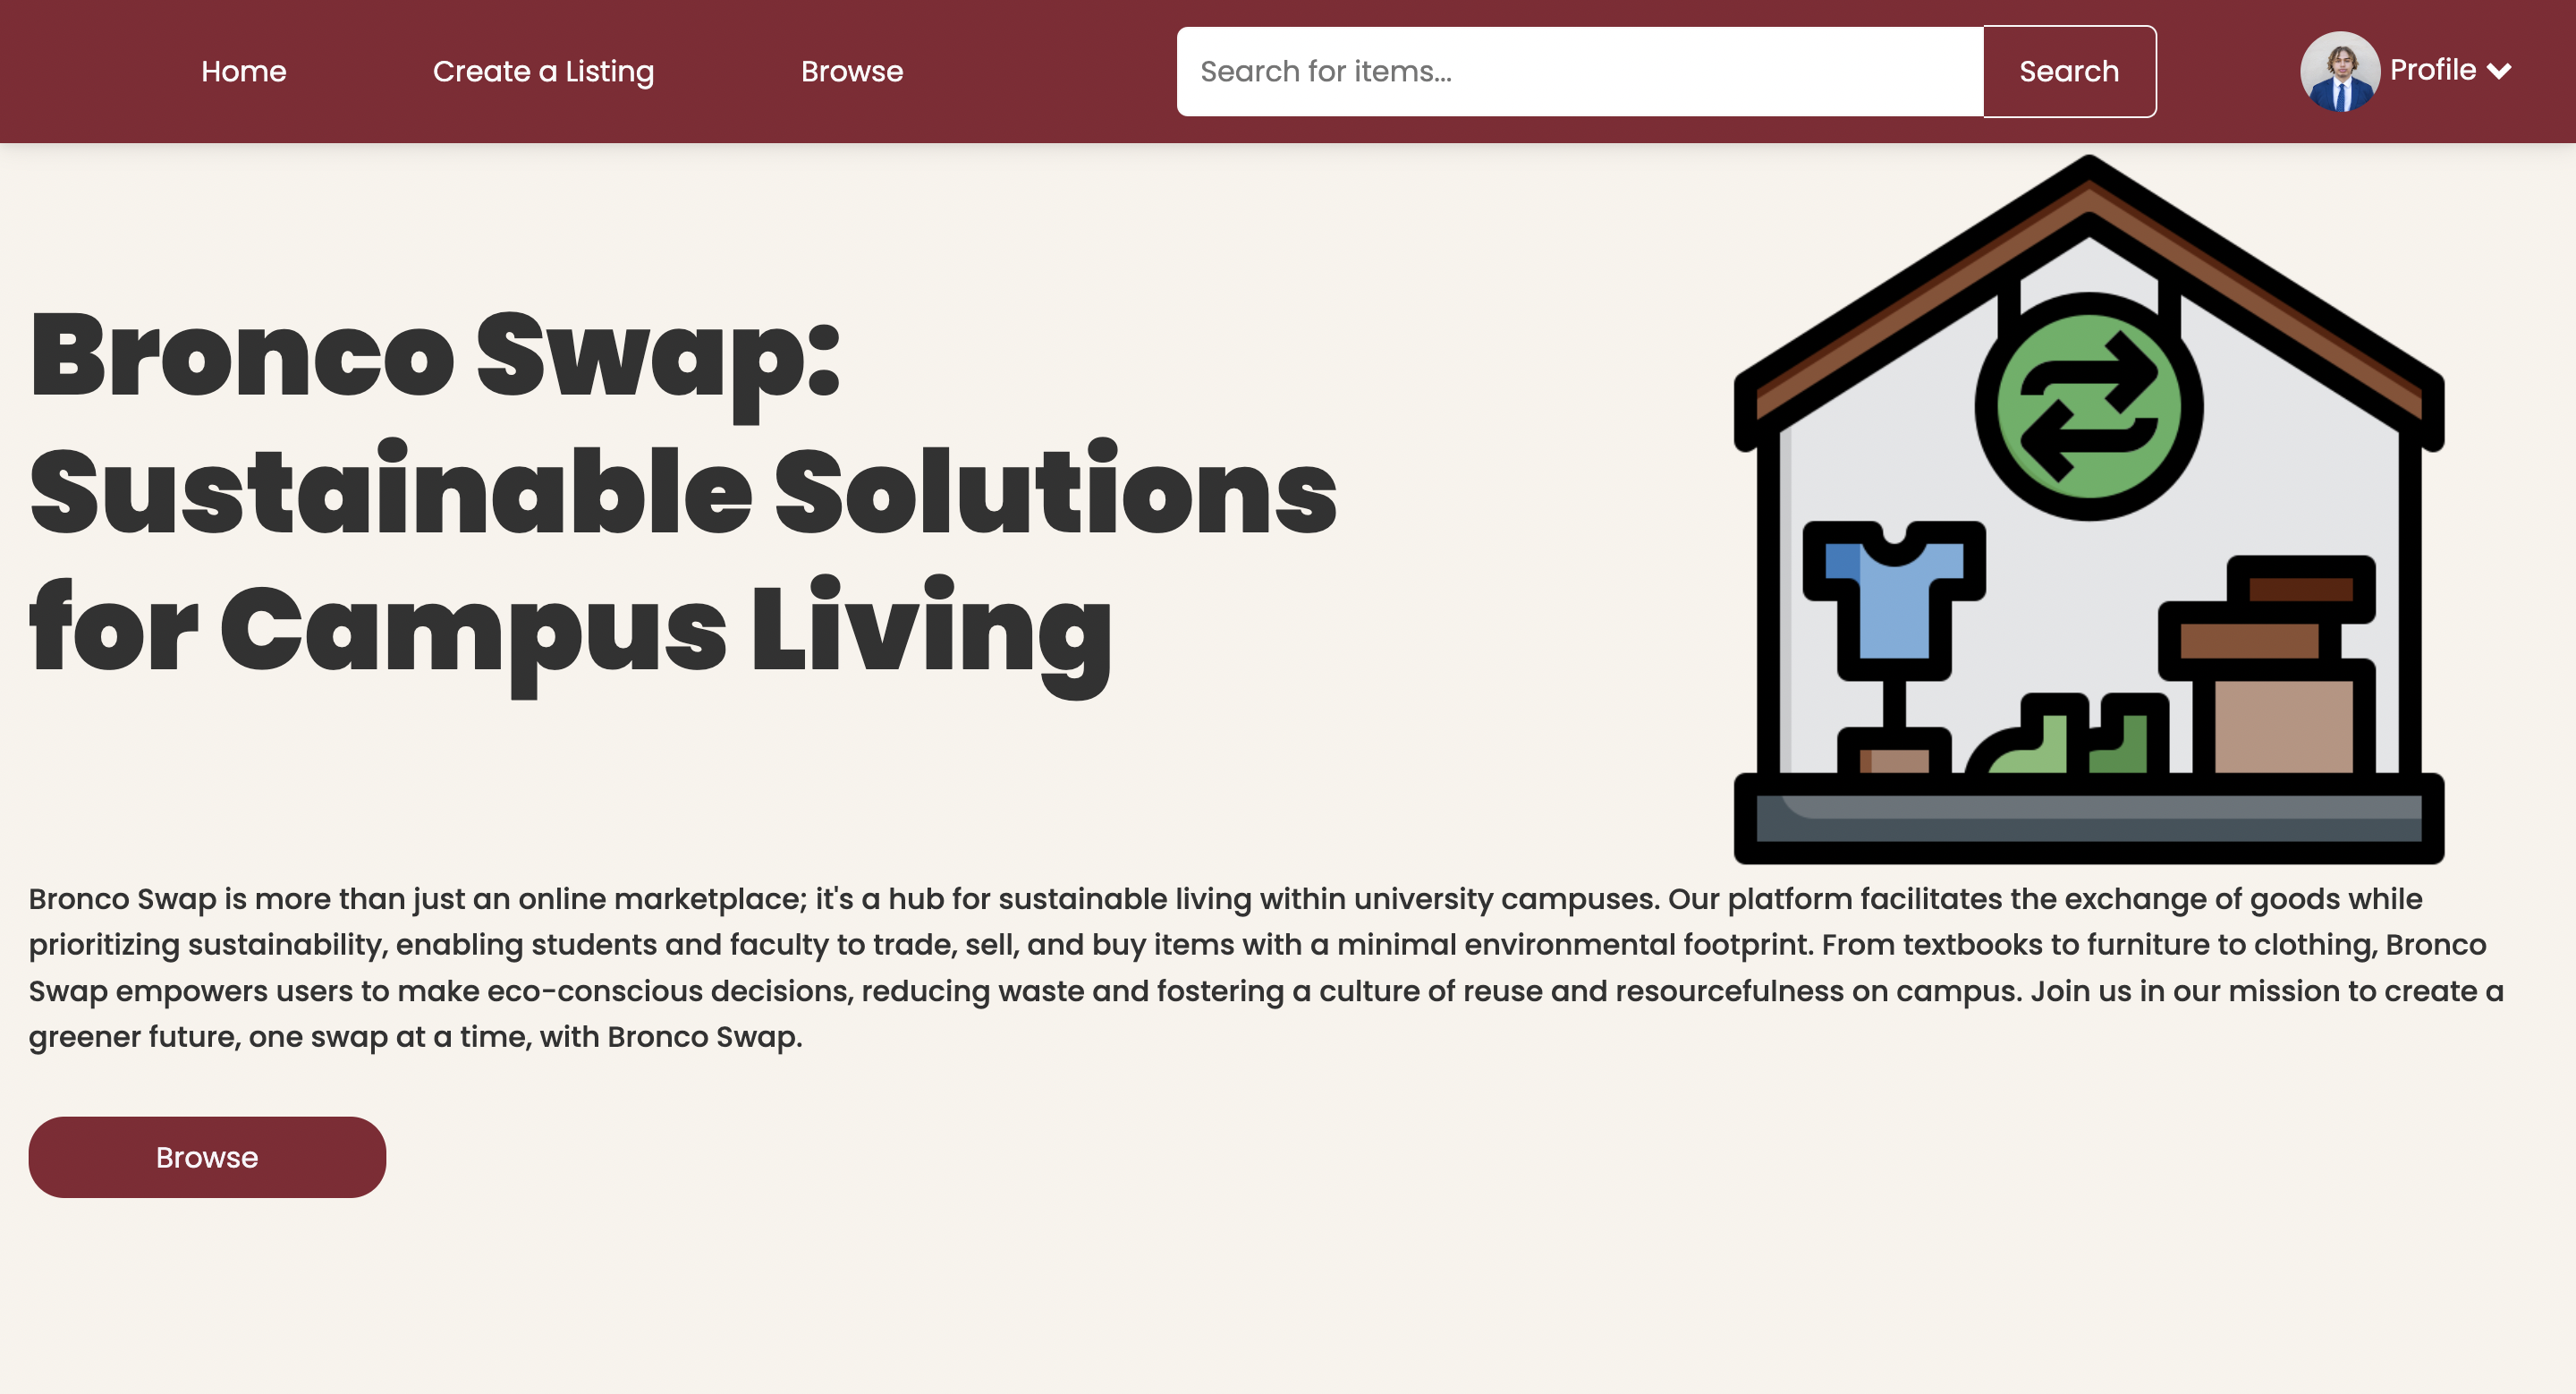 Home
Create a Listing
Browse
Search for items...
Search
Profile
Bronco Swap:
Sustainable Solutions
for Campus Living
Bronco Swap is more than just an online marketplace; it's a hub for sustainable living within university campuses. Our platform facilitates the exchange of goods while
prioritizing sustainability, enabling students and faculty to trade, sell, and buy items with a minimal environmental footprint. From textbooks to furniture to clothing, Bronco
Swap empowers users to make eco-conscious decisions, reducing waste and fostering a culture of reuse and resourcefulness on campus. Join us in our mission to create a
greener future, one swap at a time, with Bronco Swap.
Browse